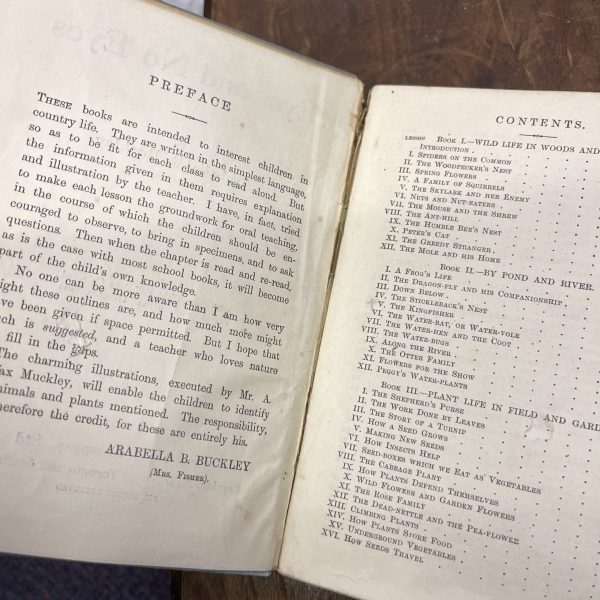 PREFACE
THESE books are intended to interest children in
country life. They are written in the simplest language,
so as to be fit for each class to read aloud. But
the information given in them requires explanation
and illustration by the teacher. I have, in fact, tried
to make each lesson the groundwork for oral teaching,
in the course of which the children should be en-
couraged to observe, to bring in specimens, and to ask
questions. Then when the chapter is read and re-read,
as is the case with most school books, it will become
part of the child's own knowledge.
No one can be more aware than I am how very
ight these outlines are, and how much more might
ve been given if space permitted. But I hope that
ch is suggested, and a teacher who loves nature
fill in the gaps.
The charming illustrations, executed by Mr. A.
ax Muckley, will enable the children to identify
nimals and plants mentioned. The responsibility,
herefore the credit, for these are entirely his.
ARABELLA B. BUCKLEY
(MRS. FISHER).
CONTENTS.
LESSON BOOK I.—WILD LIFE IN WOODS AND
INTRODUCTION
I. SPIDERS ON THE COMMON
II. THE WOODPECKER'S NEST
III. SPRING FLOWERS
IV. A FAMILY OF SQUIRRELS
V. THE SKYLARK AND HER ENEMY
VI. NUTS AND NUT-EATERS
VII. THE MOUSE AND THE SHREW
VIII. THE ANT-HILL
IX. THE HUMBLE BEE'S NEST
X. PETER'S CAT
XI. THE GREEDY STRANGER
XII. THE MOLE AND HIS HOME
BOOK II.—BY POND AND RIVER.
I. A FROG'S LIFE
II. THE DRAGON-FLY AND HIS COMPANIONSHIP
III. DOWN BELOW
IV. THE STICKLEBACK'S NEST
V. THE KINGFISHER
VI. THE WATER-RAT, OR WATER-VOLE
VII. THE WATER-HEN AND THE COOT
VIII. THE WATER-BUGS
IX. ALONG THE RIVER
X. THE OTTER FAMILY
XI. FLOWERS FOR THE SHOW
XII. PEGGY'S WATER-PLANTS
BOOK III.—PLANT LIFE IN FIELD AND GARD
I. THE SHEPHERD'S PURSE
II. THE WORK DONE BY LEAVES
III. THE STORY OF A TURNIP
IV. HOW A SEED GROWS
V. MAKING NEW SEEDS
VI. HOW INSECTS HELP
VII. SEED-BOXES WHICH WE EAT AS VEGETABLES
VIII. THE CABBAGE PLANT
IX. HOW PLANTS DEFEND THEMSELVES
X. WILD FLOWERS AND GARDEN FLOWERS
XI. THE ROSE FAMILY
XII. THE DEAD-NETTLE AND THE PEA-FLOWER
XIII. CLIMBING PLANTS
XIV. HOW PLANTS STORE FOOD
XV. UNDERGROUND VEGETABLES
XVI. HOW SEEDS TRAVEL